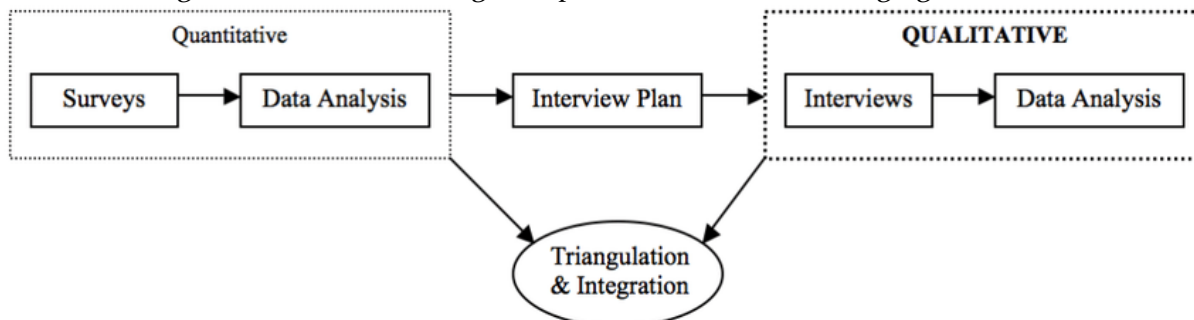 Quantitative
QUALITATIVE
Surveys
Data Analysis
Interview Plan
Interviews
Data Analysis
Triangulation
& Integration